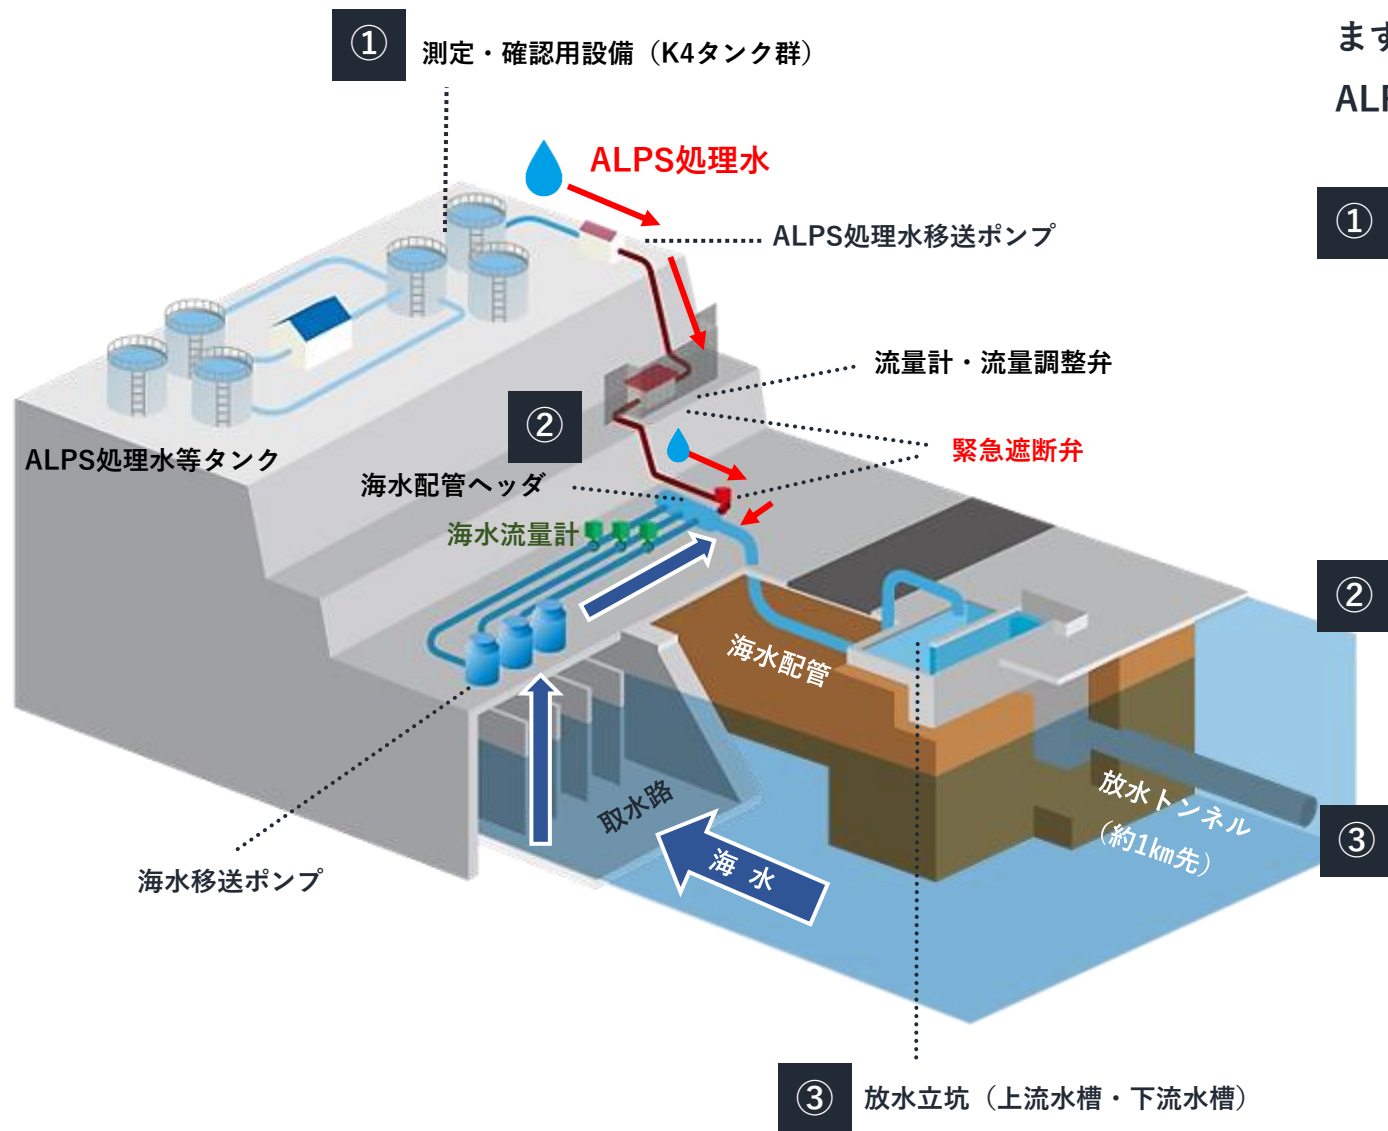 ①
測定・確認用設備（K4タンク群）
ALPS処理水
ALPS処理水移送ポンプ
流量計・流量調整弁
緊急遮断弁
②
海水配管ヘッダ
海水流量計
ALPS処理水等タンク
海水配管
取水路
海水
放水トンネル
（約1㎞先）
海水移送ポンプ
③
放水立坑（上流水槽・下流水槽）
ます
ALP
①
②
③